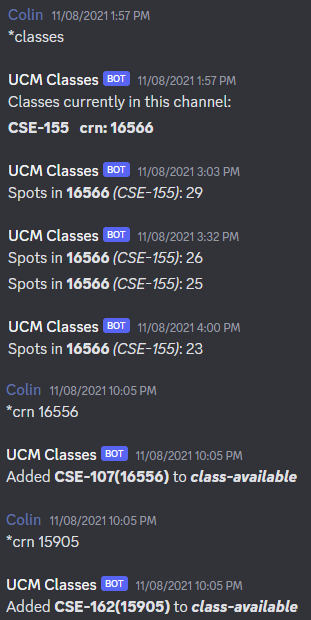 Colin 11/08/2021 1:57 PM
*classes
UCM Classes BOT 11/08/2021 1:57 PM
Classes currently in this channel:
CSE-155 crn: 16566
UCM Classes BOT 11/08/2021 3:03 PM
Spots in 16566 (CSE-155): 29
UCM Classes BOT 11/08/2021 3:32 PM
Spots in 16566 (CSE-155): 26
Spots in 16566 (CSE-155): 25
UCM Classes BOT 11/08/2021 4:00 PM
Spots in 16566 (CSE-155): 23
Colin 11/08/2021 10:05 PM
*crn 16556
UCM Classes BOT 11/08/2021 10:05 PM
Added CSE-107(16556) to class-available
Colin 11/08/2021 10:05 PM
*crn 15905
UCM Classes BOT 11/08/2021 10:05 PM
Added CSE-162(15905) to class-available